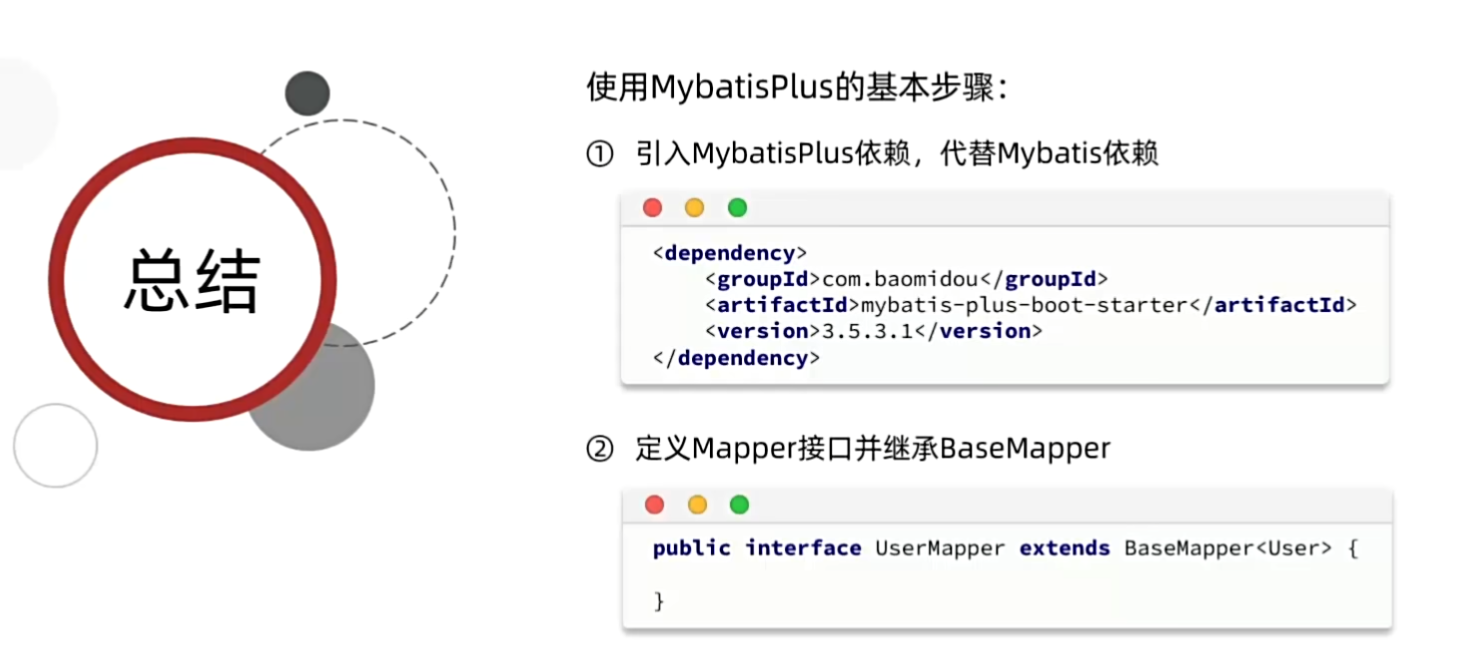 总结
使用MybatisPlus的基本步骤：
① 引入MybatisPlus依赖，代替Mybatis依赖
<dependency>
    <groupId>com.baomidou</groupId>
    <artifactId>mybatis-plus-boot-starter</artifactId>
    <version>3.5.3.1</version>
</dependency>
② 定义Mapper接口并继承BaseMapper
public interface UserMapper extends BaseMapper<User> {
}